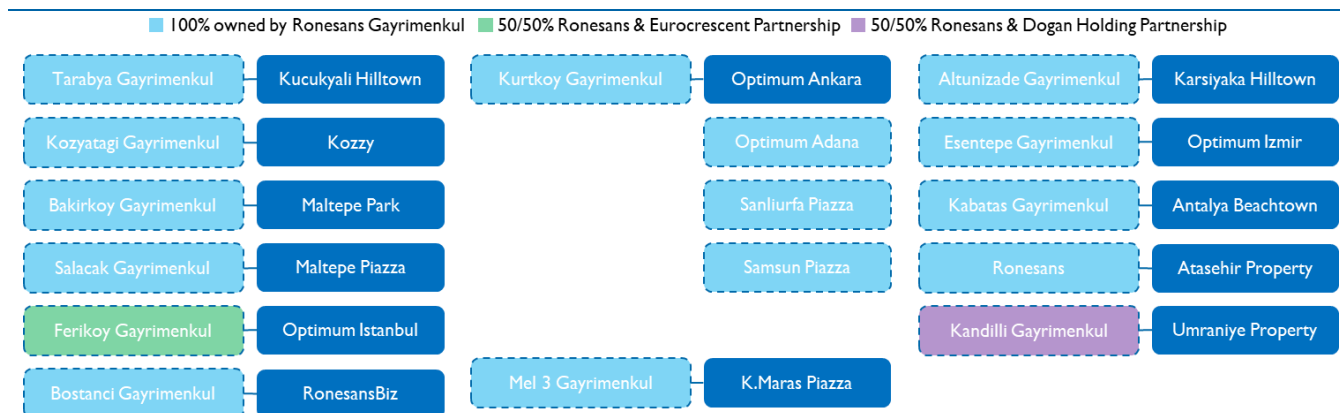 100% owned by Ronesans Gayrimenkul 50/50% Ronesans & Eurocrescent Partnership 50/50% Ronesans & Dogan Holding Partnership
Tarabya Gayrimenkul Kucukyali Hilltown
Kozyatagi Gayrimenkul Kozzy
Bakirkoy Gayrimenkul Maltepe Park
Salacak Gayrimenkul Maltepe Piazza
Ferikoy Gayrimenkul Optimum Istanbul
Bostanci Gayrimenkul RonesansBiz
Kurtkoy Gayrimenkul Optimum Ankara
Optimum Adana
Sanliurfa Piazza
Samsun Piazza
Mel 3 Gayrimenkul K.Maras Piazza
Altunizade Gayrimenkul Karsiyaka Hilltown
Esentepe Gayrimenkul Optimum Izmir
Kabatas Gayrimenkul Antalya Beachtown
Ronesans Atasehir Property
Kandilli Gayrimenkul Umraniye Property